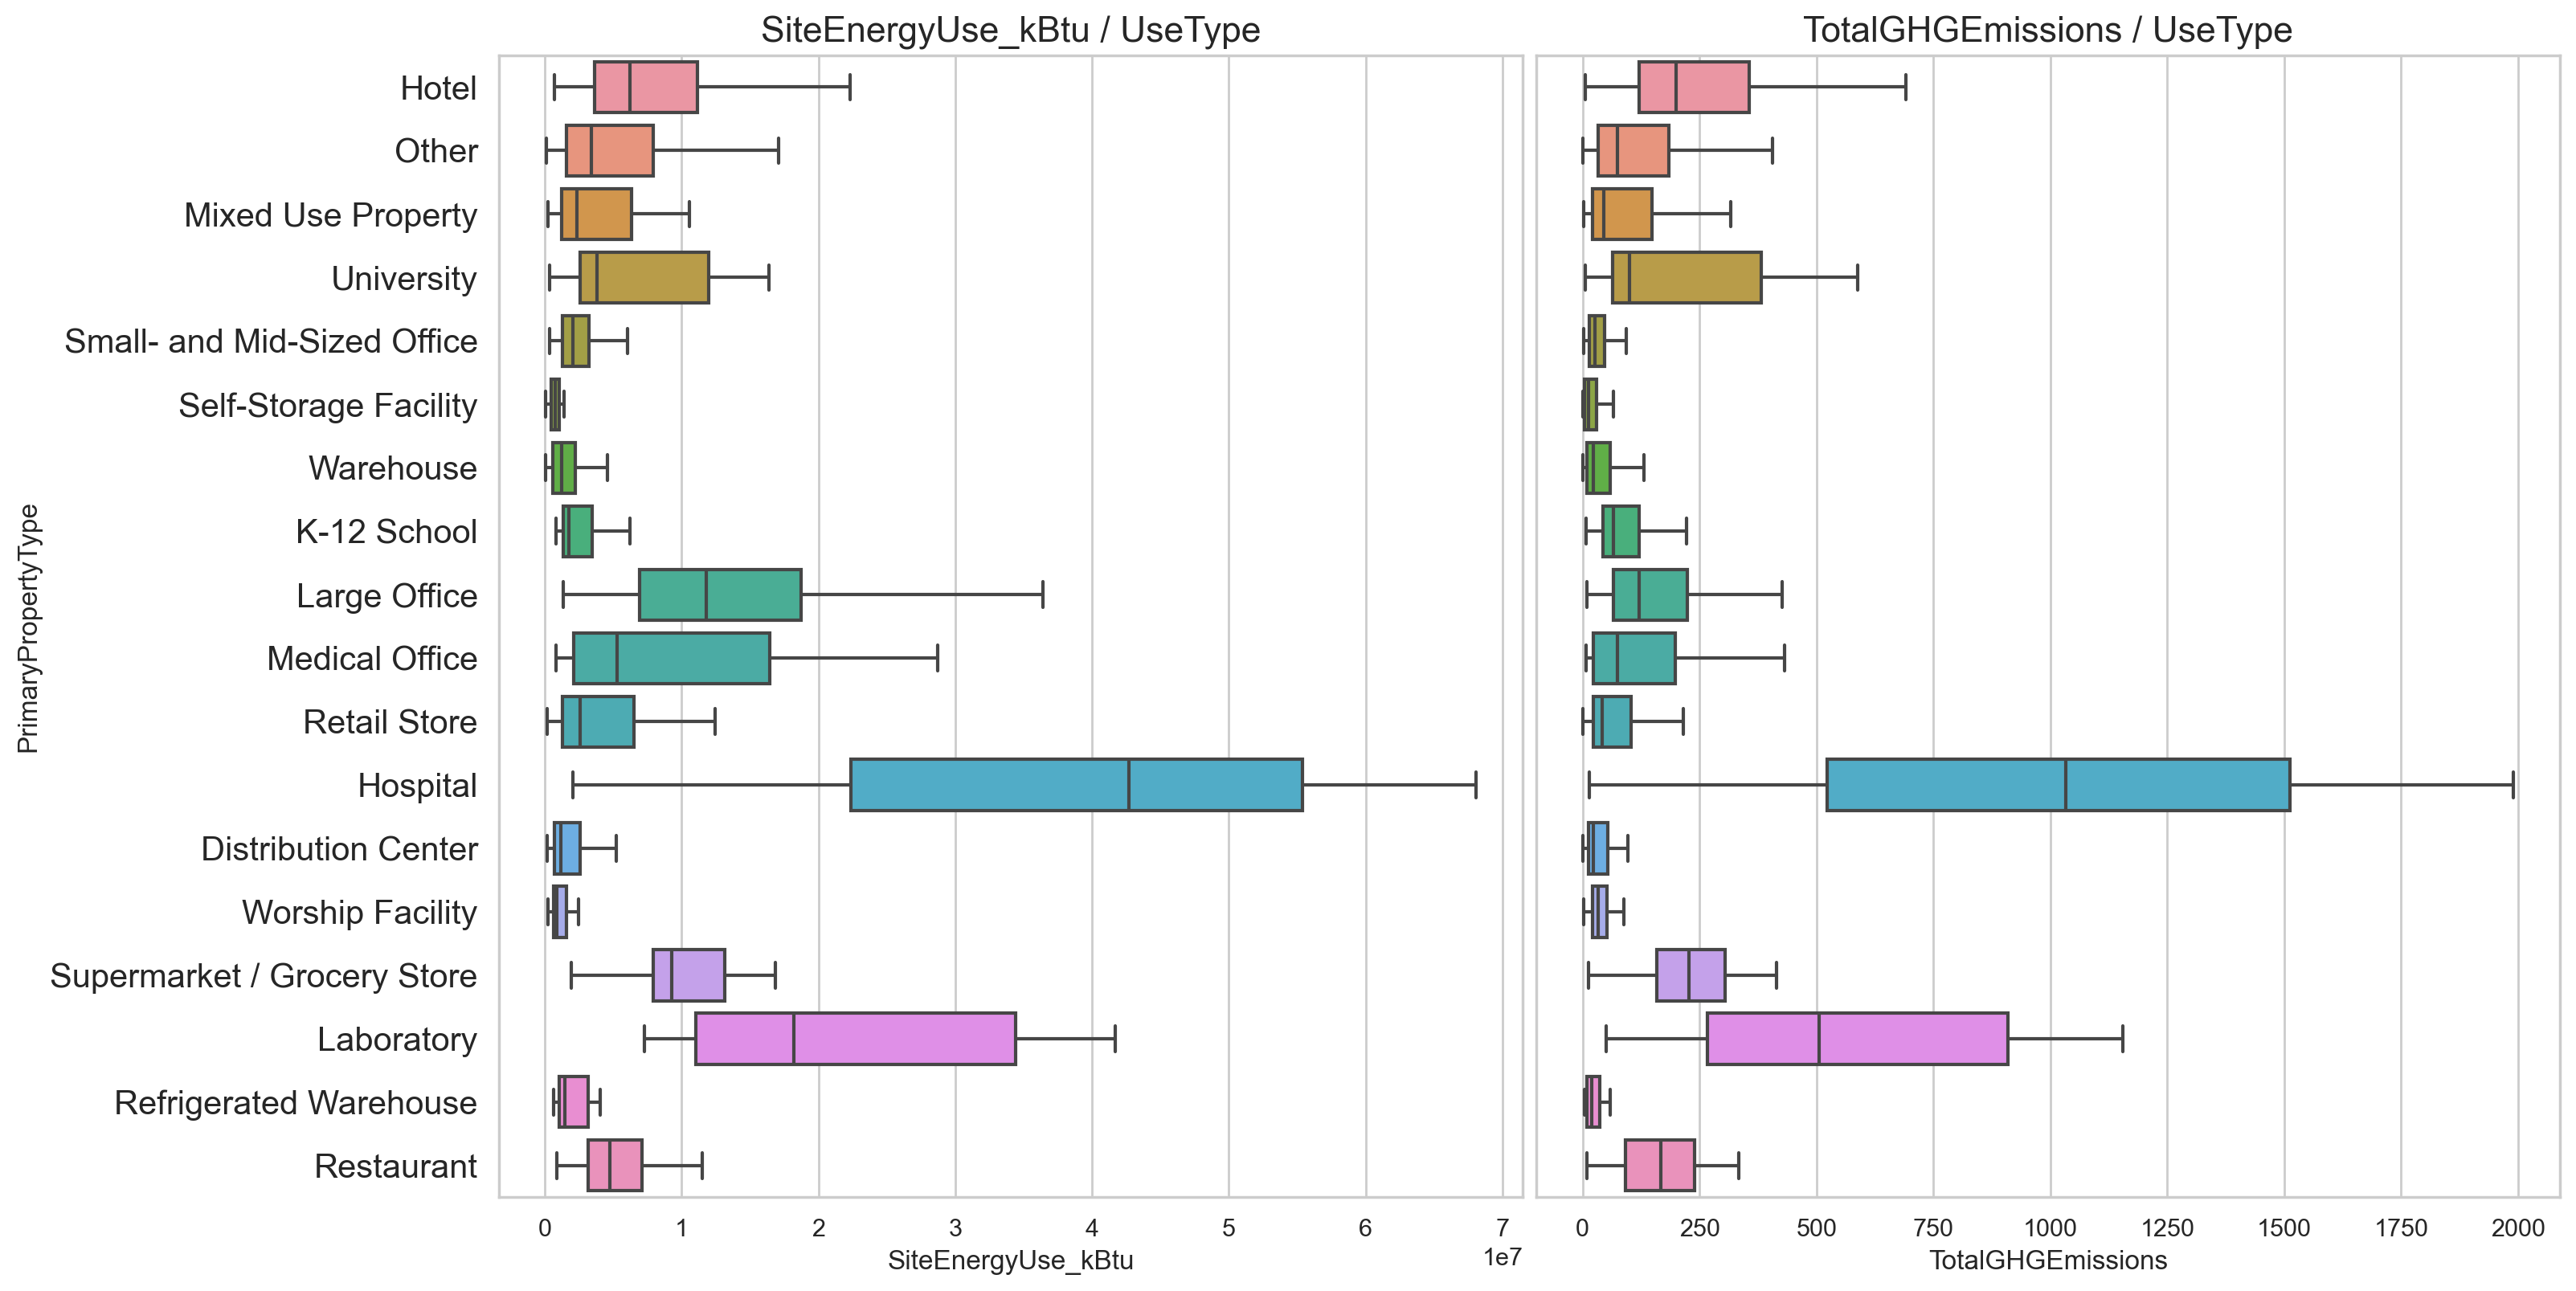 SiteEnergyUse_kBtu / UseType
TotalGHGEmissions / UseType
PrimaryPropertyType
Hotel
Other
Mixed Use Property
University
Small- and Mid-Sized Office
Self-Storage Facility
Warehouse
K-12 School
Large Office
Medical Office
Retail Store
Hospital
Distribution Center
Worship Facility
Supermarket / Grocery Store
Laboratory
Refrigerated Warehouse
Restaurant
0 1 2 3 4 5 6 7
1e7
SiteEnergyUse_kBtu
0 250 500 750 1000 1250 1500 1750 2000
TotalGHGEmissions